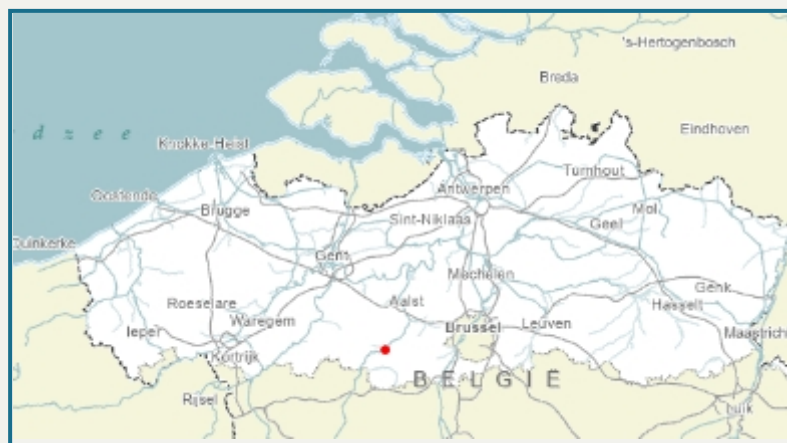 's-Hertogenbosch
Breda
d z e e
Eindhoven
Knokke-Heist
Turnhout
Oostende
Antwerpen
Brugge
Sint-Niklaas
Mol
Geel
Duinkerke
Gent
Mechelen
Genk
Roeselare
Aalst
Hasselt
Waregem
Brussel
Leuven
Ieper
Maastrich
Kortrijk
BELGIË
Rijsel
Luik